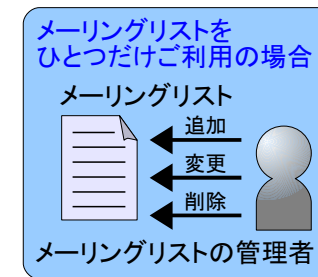 メーリングリストを
ひとつだけご利用の場合
メーリングリスト
追加
変更
削除
メーリングリストの管理者